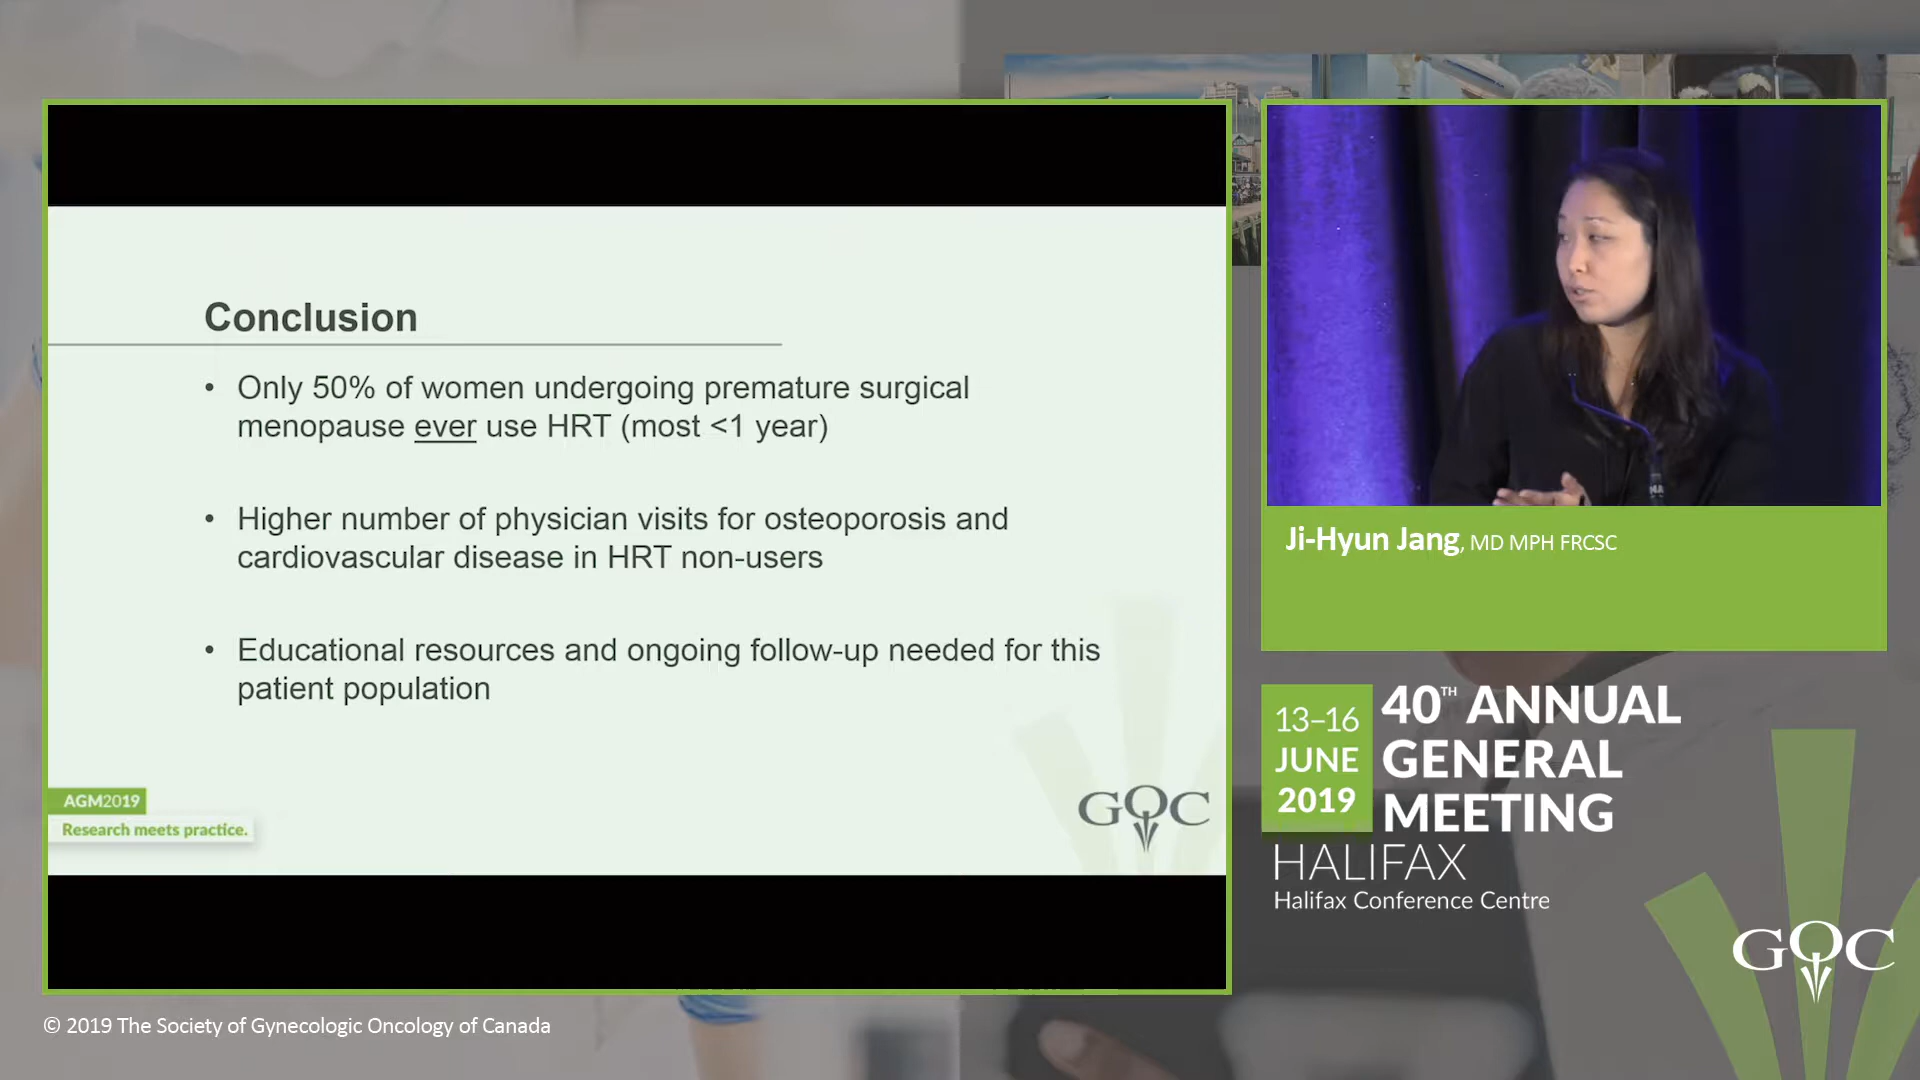 Conclusion
• Only 50% of women undergoing premature surgical
menopause ever use HRT (most <1 year)
• Higher number of physician visits for osteoporosis and
cardiovascular disease in HRT non-users
• Educational resources and ongoing follow-up needed for this
patient population
AGM2019
Research meets practice.
GOC
Ji-Hyun Jang, MD MPH FRCSC
13–16
JUNE
2019
40TH ANNUAL
GENERAL
MEETING
HALIFAX
Halifax Conference Centre
GOC
© 2019 The Society of Gynecologic Oncology of Canada